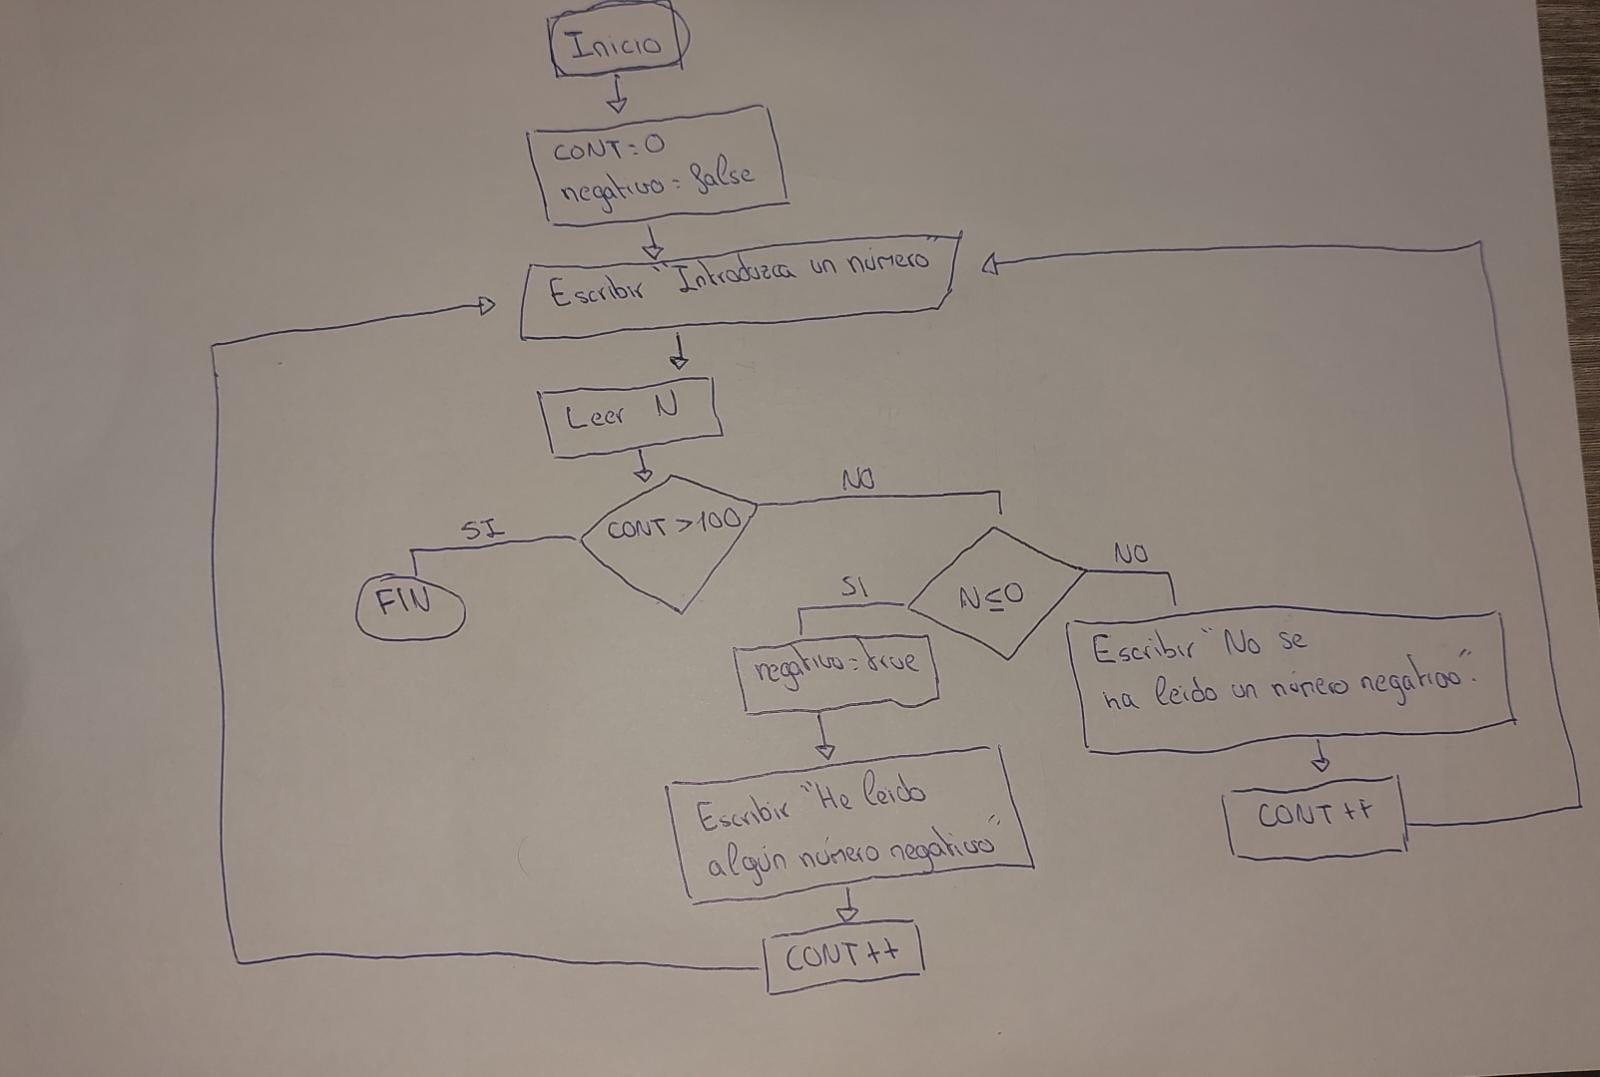 Inicio
CONT=0
negativo=false
Escribir "Introduzca un número"
Leer N
CONT >100
SI
NO
FIN
N≤0
SI
NO
negativo=true
Escribir "He leido
algún número negativo"
CONT++
Escribir "No se
ha leido un número negativo".
CONT++